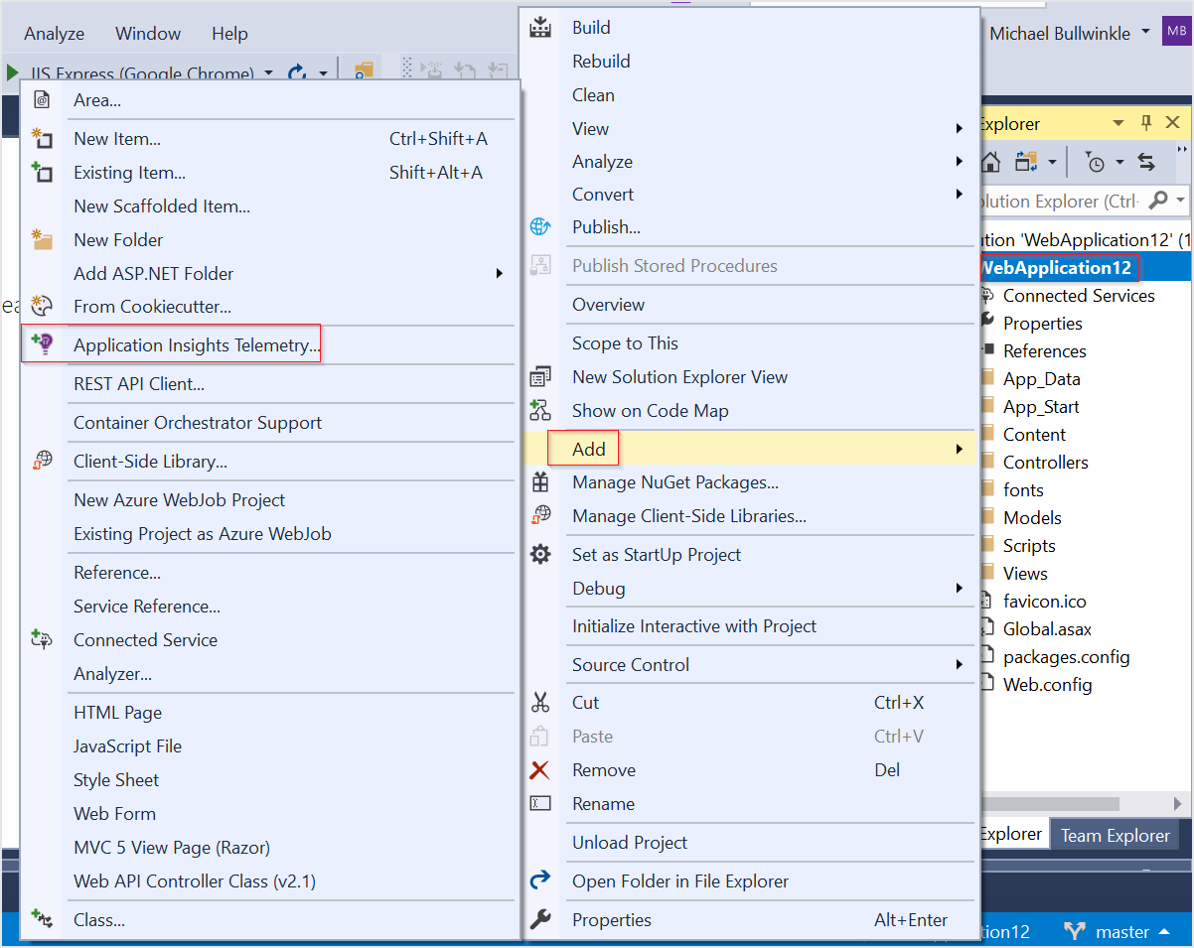 Analyze Window Help
Michael Bullwinkle MB
IIS Express (Google Chrome)
Area...
New Item... Ctrl+Shift+A
Existing Item... Shift+Alt+A
New Scaffolded Item...
New Folder
Add ASP.NET Folder
From Cookiecutter...
Application Insights Telemetry...
REST API Client...
Container Orchestrator Support
Client-Side Library...
New Azure WebJob Project
Existing Project as Azure WebJob
Reference...
Service Reference...
Connected Service
Analyzer...
HTML Page
JavaScript File
Style Sheet
Web Form
MVC 5 View Page (Razor)
Web API Controller Class (v2.1)
Class...
Build
Rebuild
Clean
View
Analyze
Convert
Publish...
Publish Stored Procedures
Overview
Scope to This
New Solution Explorer View
Show on Code Map
Add
Manage NuGet Packages...
Manage Client-Side Libraries...
Set as StartUp Project
Debug
Initialize Interactive with Project
Source Control
Cut Ctrl+X
Paste Ctrl+V
Remove Del
Rename
Unload Project
Open Folder in File Explorer
Properties Alt+Enter
Explorer
olution Explorer (Ctrl-
ution 'WebApplication12' (1
WebApplication12
Connected Services
Properties
References
App_Data
App_Start
Content
Controllers
fonts
Models
Scripts
Views
favicon.ico
Global.asax
packages.config
Web.config
Explorer Team Explorer
tion12 master